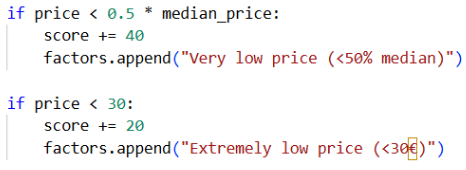 if price < 0.5 * median_price:
    score += 40
    factors.append("Very low price (<50% median)")
if price < 30:
    score += 20
    factors.append("Extremely low price (<30€)")